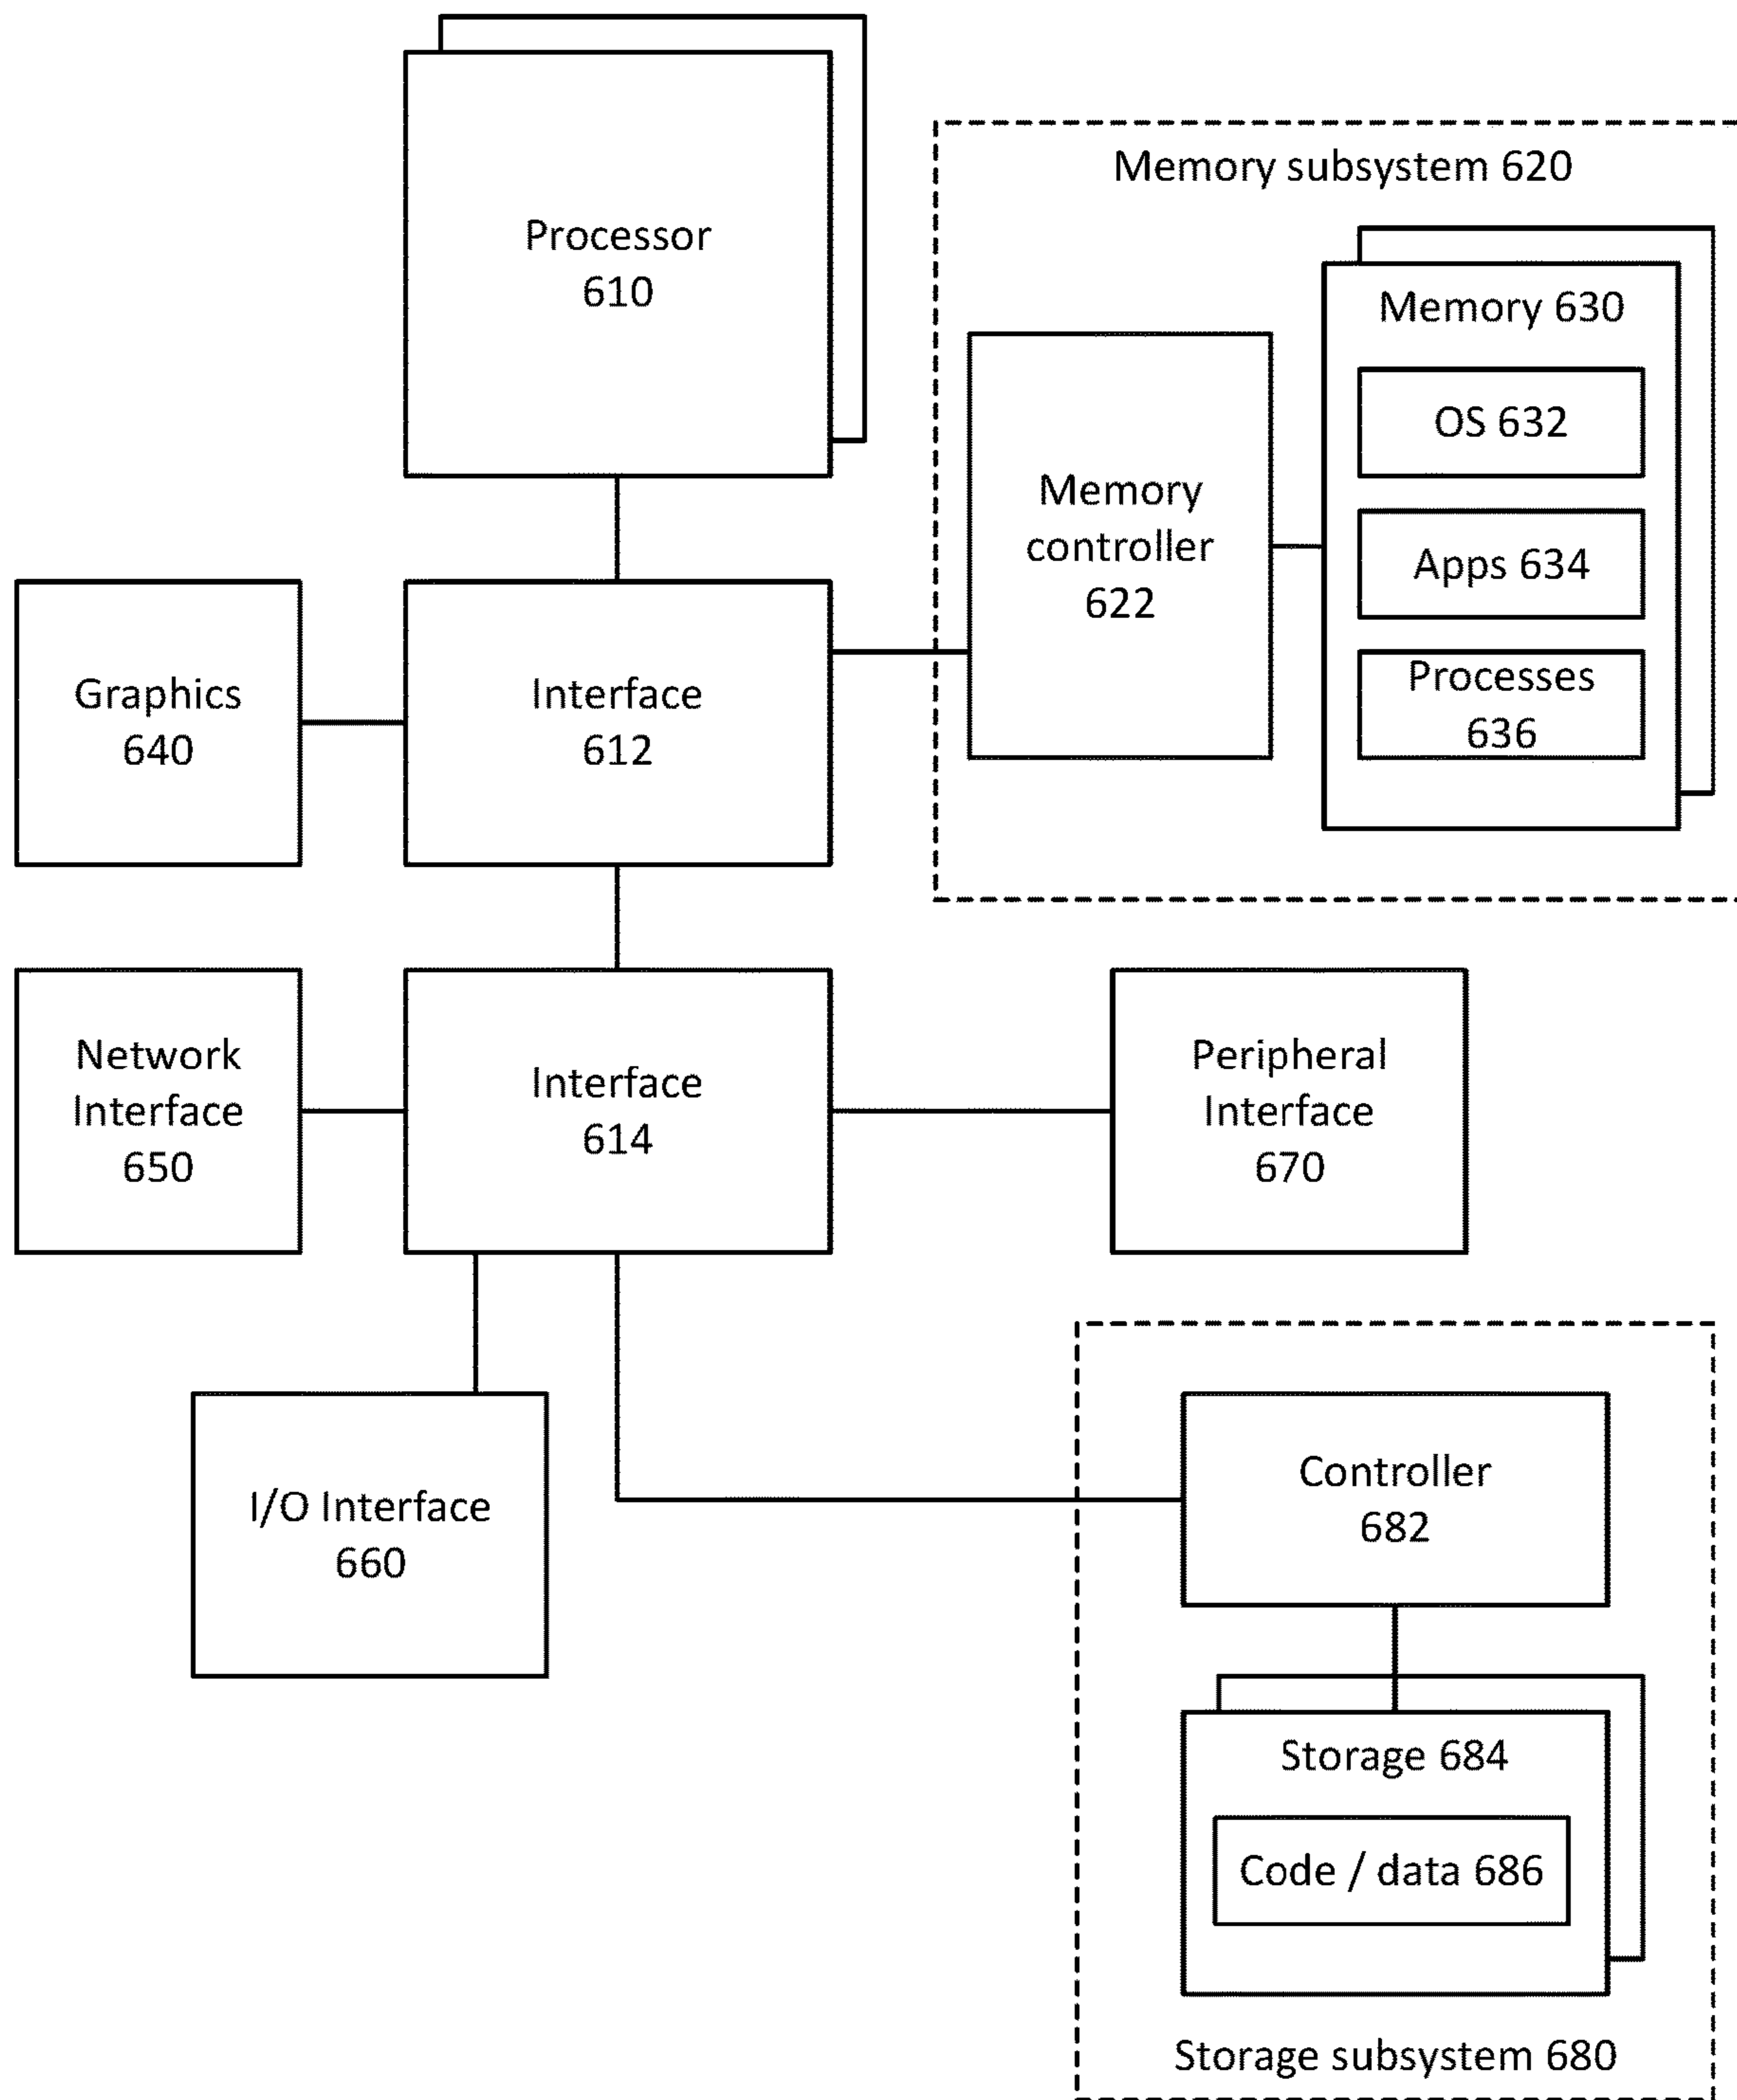 Processor
610
Memory subsystem 620
Memory 630
OS 632
Apps 634
Processes
636
Memory
controller
622
Graphics
640
Interface
612
Network
Interface
650
Interface
614
Peripheral
Interface
670
I/O Interface
660
Controller
682
Storage 684
Code / data 686
Storage subsystem 680